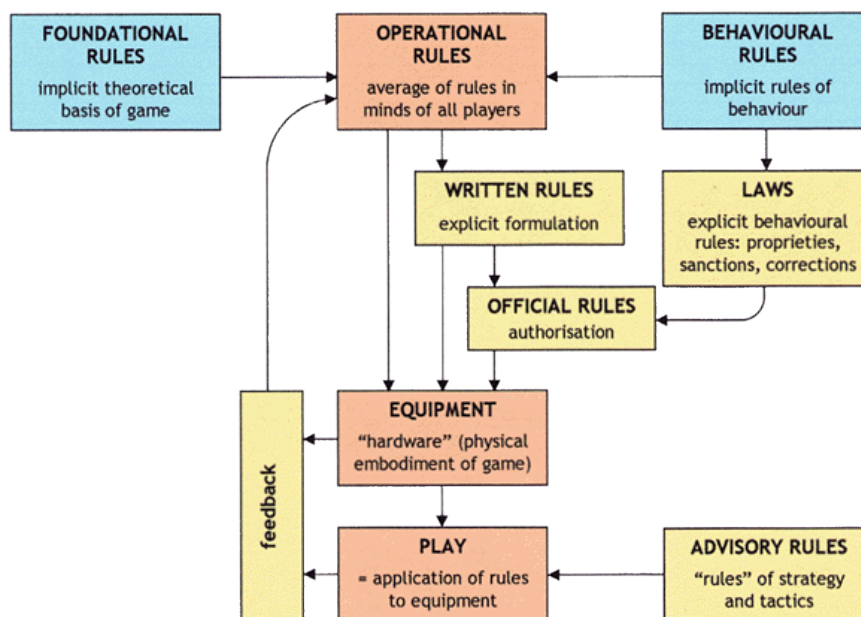 FOUNDATIONAL
RULES
implicit theoretical
basis of game
OPERATIONAL
RULES
average of rules in
minds of all players
BEHAVIOURAL
RULES
implicit rules of
behaviour
WRITTEN RULES
explicit formulation
LAWS
explicit behavioural
rules: proprieties,
sanctions, corrections
OFFICIAL RULES
authorisation
EQUIPMENT
“hardware” (physical
embodiment of game)
feedback
PLAY
= application of rules
to equipment
ADVISORY RULES
“rules” of strategy
and tactics